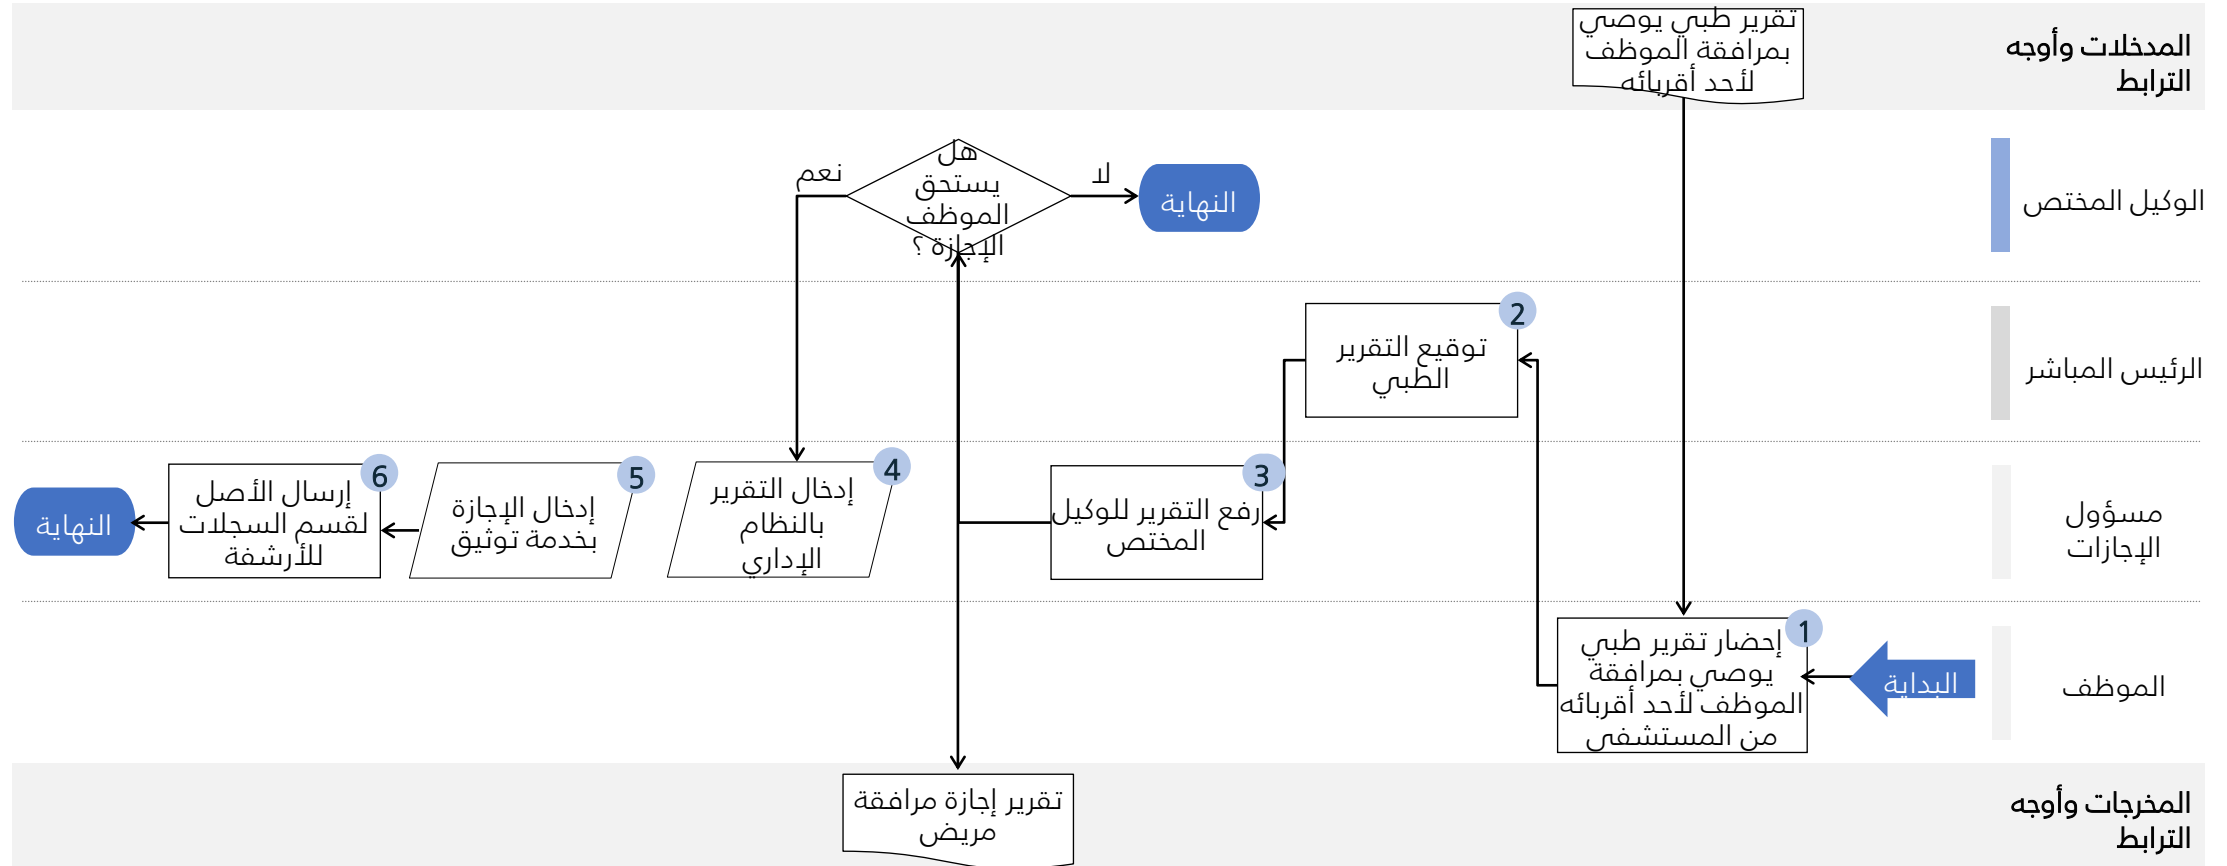 المدخلات وأوجه
الترابط
تقرير طبي يوصي
بمرافقة الموظف
لأحد أقربائه
الوكيل المختص
لا
النهاية
هل
يستحق
الموظف
الإجازة ؟
نعم
الرئيس المباشر
2
توقيع التقرير
الطبي
مسؤول
الإجازات
3
رفع التقرير للوكيل
المختص
4
إدخال التقرير
بالنظام
الإداري
5
إدخال الإجازة
بخدمة توثيق
6
إرسال الأصل
لقسم السجلات
للأرشفة
النهاية
الموظف
البداية
1
إحضار تقرير طبي
يوصي بمرافقة
الموظف لأحد أقربائه
من المستشفى
المخرجات وأوجه
الترابط
تقرير إجازة مرافقة
مريض